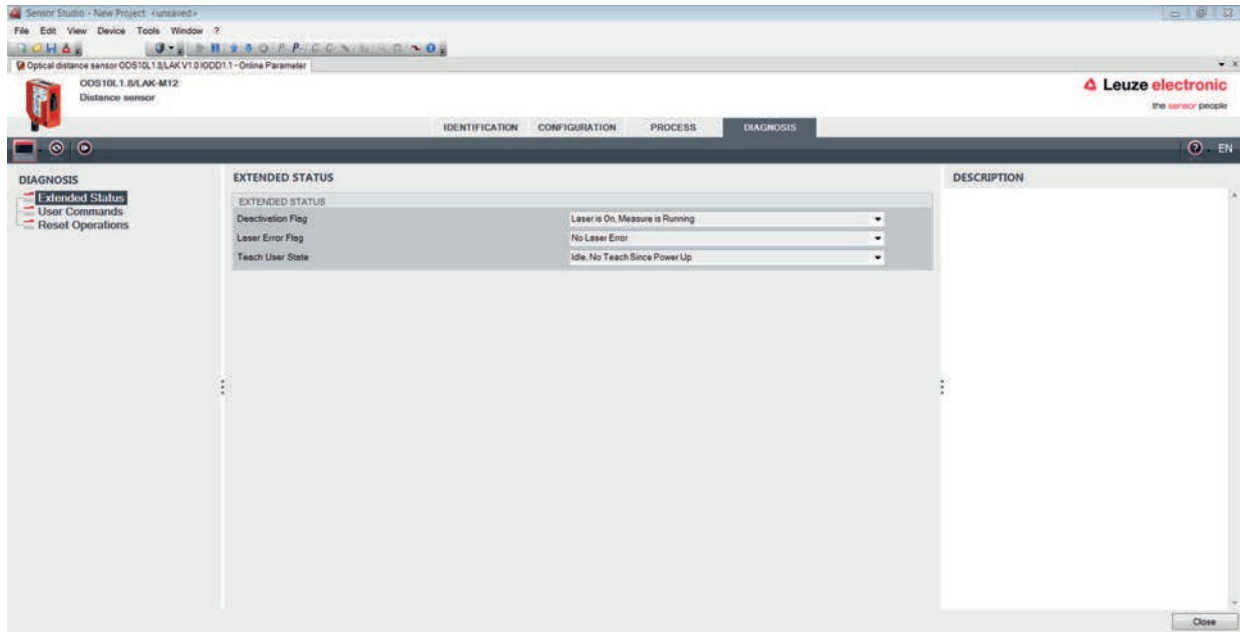 Sensor Studio - New Project <unsaved>
File Edit View Device Tools Window ?
Optical distance sensor ODS10L1.8/LAK V1.0 IODD1.1 - Online Parameter
ODS10L1.8/LAK-M12
Distance sensor
Leuze electronic
the sensor people
IDENTIFICATION CONFIGURATION PROCESS DIAGNOSIS
EN
DIAGNOSIS
Extended Status
User Commands
Reset Operations
EXTENDED STATUS
EXTENDED STATUS
Deactivation Flag Laser is On, Measure is Running
Laser Error Flag No Laser Error
Teach User State Idle, No Teach Since Power Up
DESCRIPTION
Close